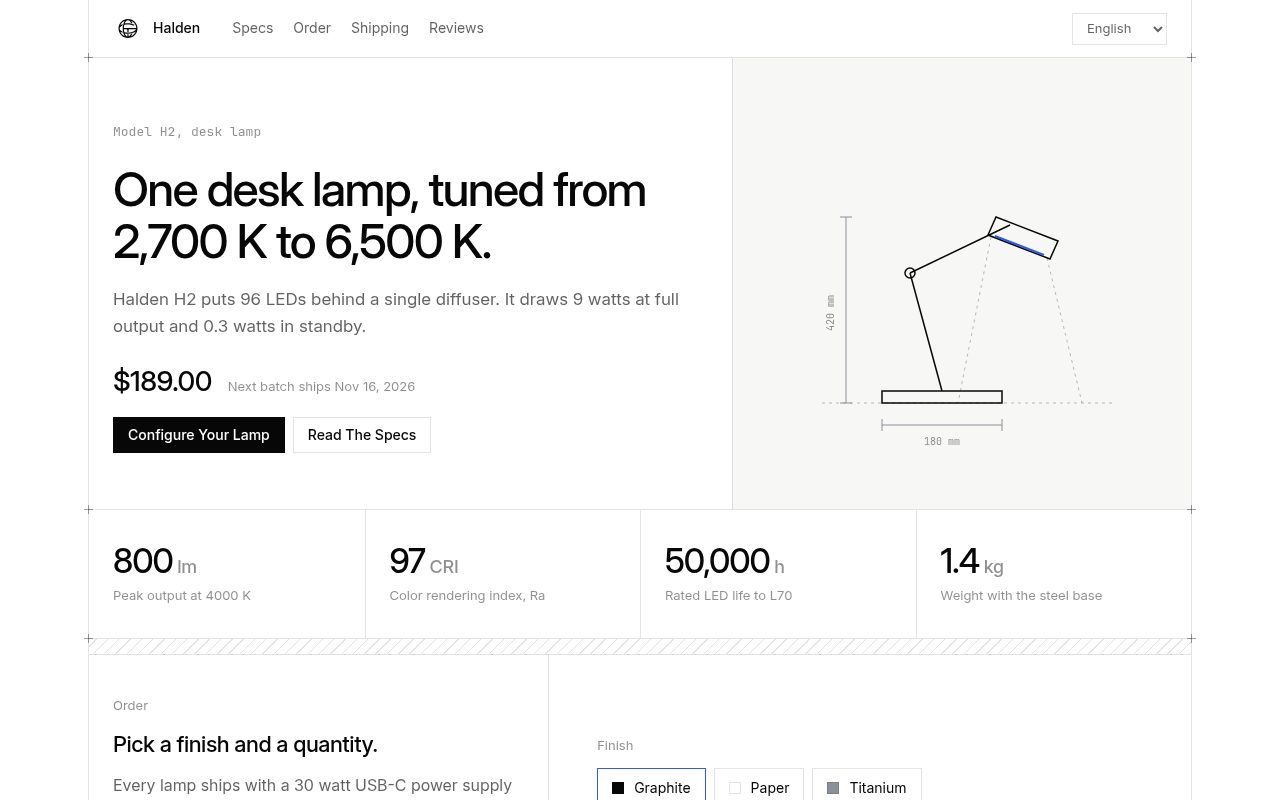 Halden
Specs
Order
Shipping
Reviews
English
Model H2, desk lamp
One desk lamp, tuned from
2,700 K to 6,500 K.
Halden H2 puts 96 LEDs behind a single diffuser. It draws 9 watts at full
output and 0.3 watts in standby.
$189.00
Next batch ships Nov 16, 2026
Configure Your Lamp
Read The Specs
420 mm
180 mm
800 lm
Peak output at 4000 K
97 CRI
Color rendering index, Ra
50,000 h
Rated LED life to L70
1.4 kg
Weight with the steel base
Order
Pick a finish and a quantity.
Every lamp ships with a 30 watt USB-C power supply
Finish
Graphite
Paper
Titanium